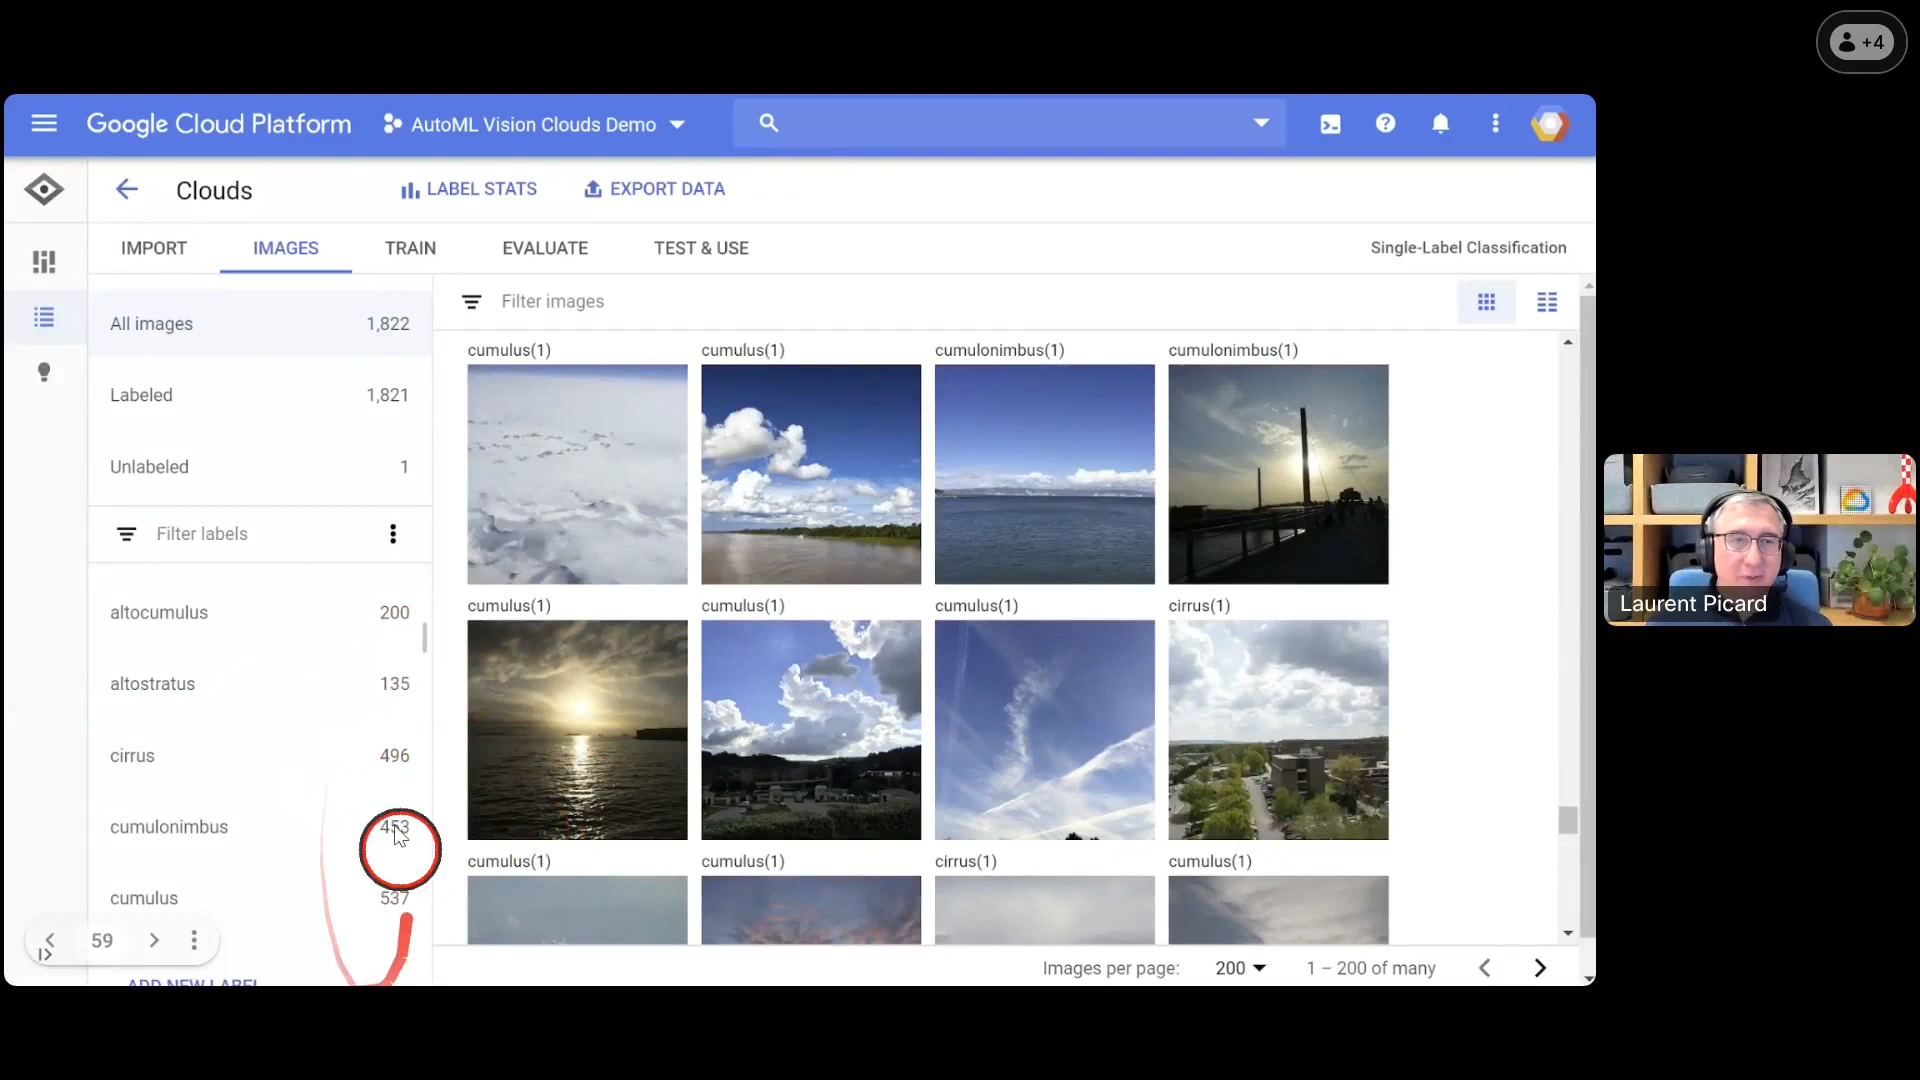 +4
Google Cloud Platform
AutoML Vision Clouds Demo
Clouds
LABEL STATS
EXPORT DATA
IMPORT
IMAGES
TRAIN
EVALUATE
TEST & USE
Single-Label Classification
All images 1,822
Labeled 1,821
Unlabeled 1
Filter labels
altocumulus 200
altostratus 135
cirrus 496
cumulonimbus 453
cumulus 537
59
ADD NEW LABEL
Filter images
cumulus(1) cumulus(1) cumulonimbus(1) cumulonimbus(1)
cumulus(1) cumulus(1) cumulus(1) cirrus(1)
cumulus(1) cumulus(1) cirrus(1) cumulus(1)
Images per page: 200 1 – 200 of many
Laurent Picard